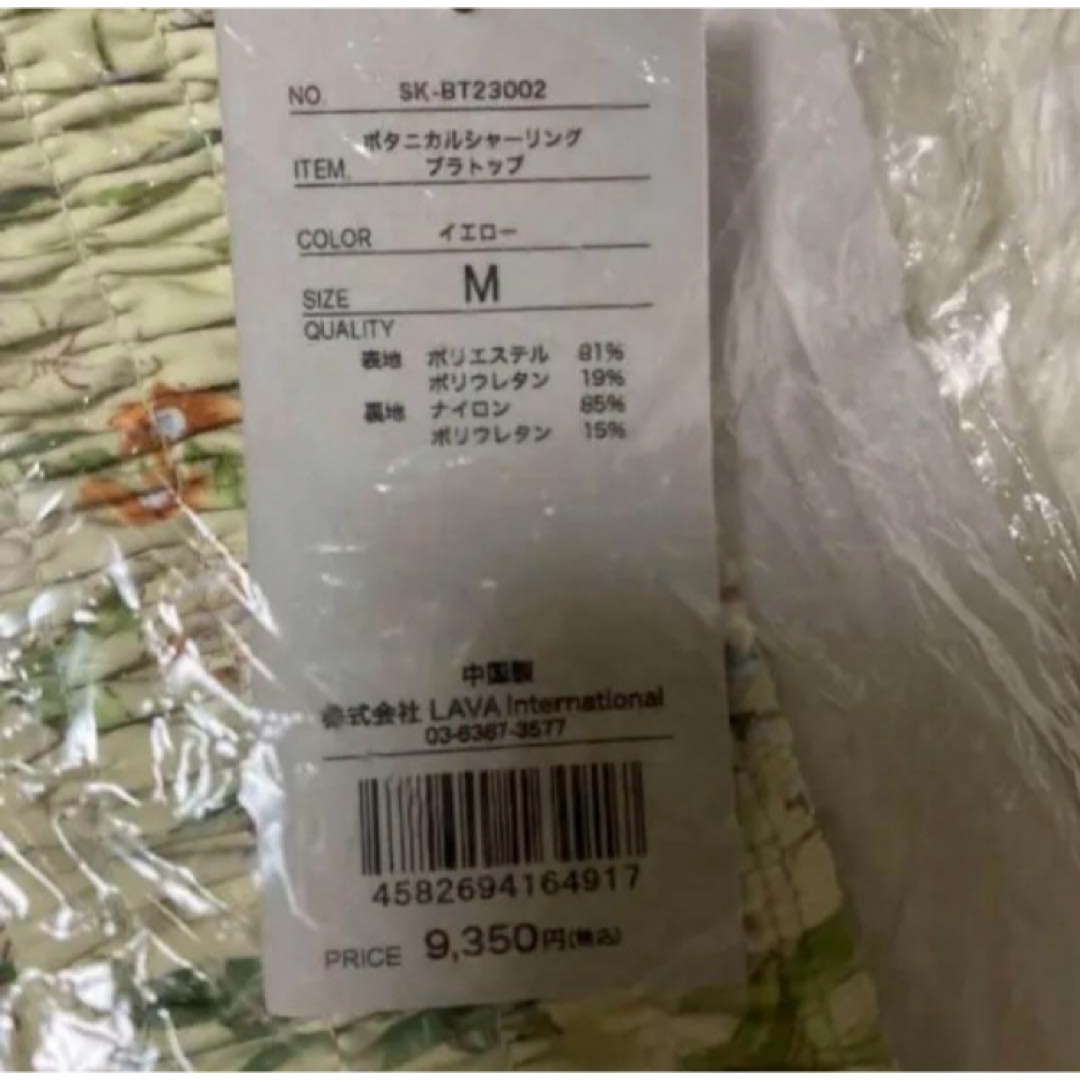 NO. SK-BT23002
ボタニカルシャーリング
ITEM. ブラトップ
COLOR イエロー
SIZE M
QUALITY
表地 ポリエステル 81%
ポリウレタン 19%
裏地 ナイロン 85%
ポリウレタン 15%
中国製
株式会社 LAVA International
03-6367-3577
4582694164917
PRICE 9,350円(税込)